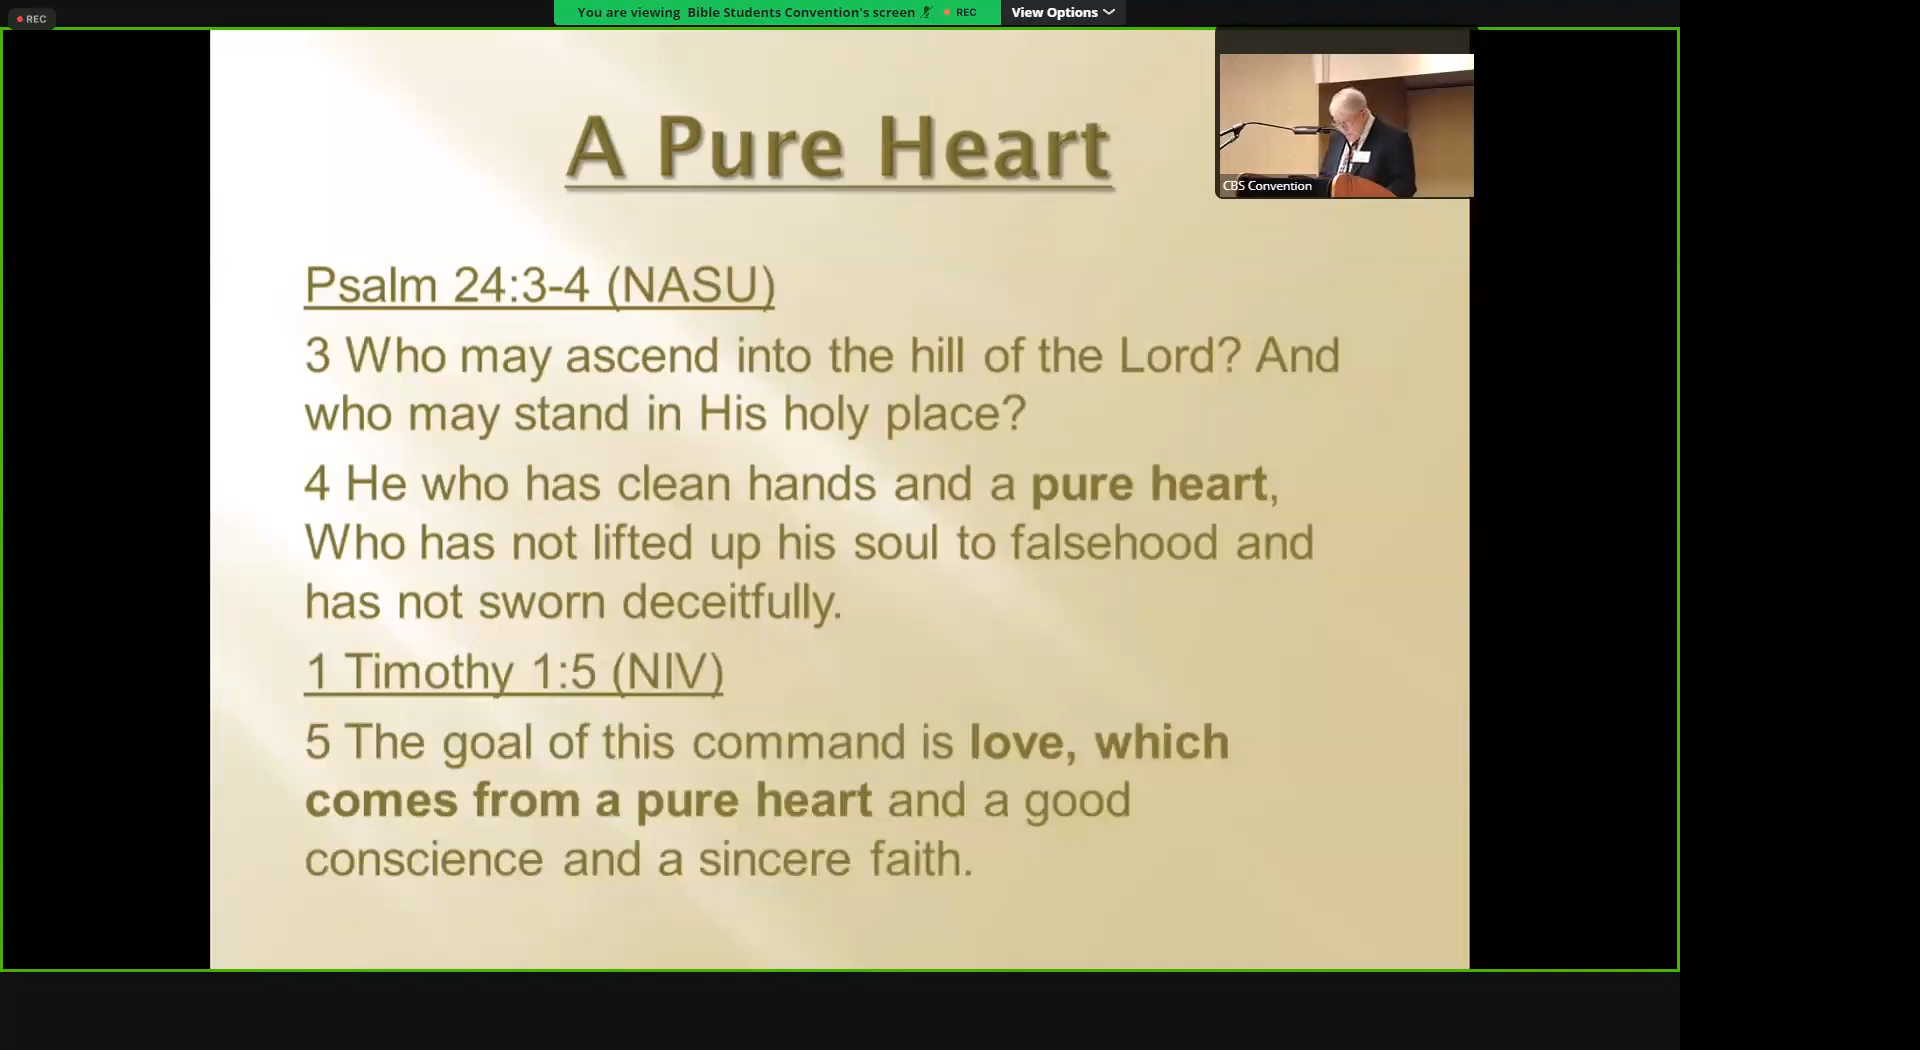 REC
You are viewing Bible Students Convention's screen
REC
View Options
A Pure Heart
CBS Convention
Psalm 24:3-4 (NASU)
3 Who may ascend into the hill of the Lord? And
who may stand in His holy place?
4 He who has clean hands and a pure heart,
Who has not lifted up his soul to falsehood and
has not sworn deceitfully.
1 Timothy 1:5 (NIV)
5 The goal of this command is love, which
comes from a pure heart and a good
conscience and a sincere faith.